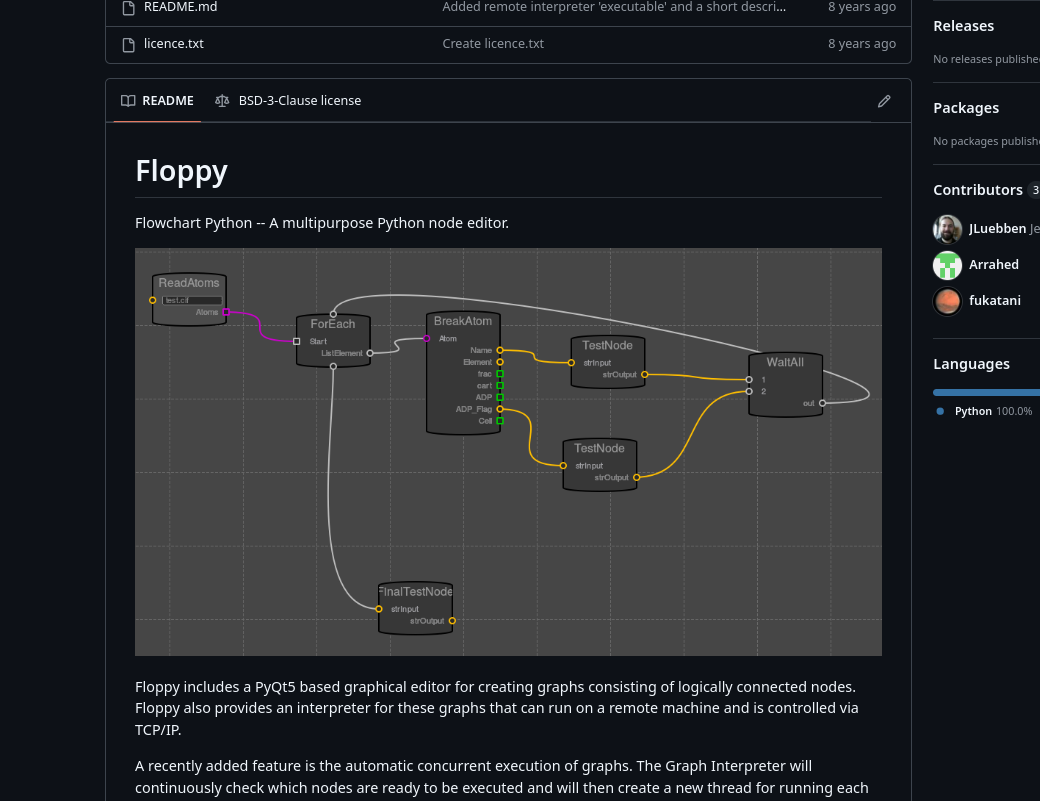 README.md
Added remote interpreter 'executable' and a short descri...
8 years ago
licence.txt
Create licence.txt
8 years ago
README
BSD-3-Clause license
Floppy
Flowchart Python -- A multipurpose Python node editor.
ReadAtoms
test.cif
Atoms
ForEach
Start
ListElement
BreakAtom
Atom
Name
Element
frac
cart
ADP
ADP_Flag
Cell
TestNode
strInput
strOutput
TestNode
strInput
strOutput
WaitAll
1
2
out
FinalTestNode
strInput
strOutput
Floppy includes a PyQt5 based graphical editor for creating graphs consisting of logically connected nodes.
Floppy also provides an interpreter for these graphs that can run on a remote machine and is controlled via
TCP/IP.
A recently added feature is the automatic concurrent execution of graphs. The Graph Interpreter will
continuously check which nodes are ready to be executed and will then create a new thread for running each
Releases
No releases publishe
Packages
No packages publishe
Contributors 3
JLuebben Je
Arrahed
fukatani
Languages
Python 100.0%